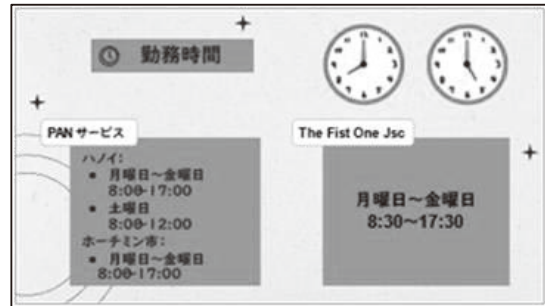 勤務時間
PAN サービス
ハノイ:
• 月曜日～金曜日
8:00-17:00
• 土曜日
8:00-12:00
ホーチミン市:
• 月曜日～金曜日
8:00-17:00
The Fist One Jsc
月曜日～金曜日
8:30～17:30